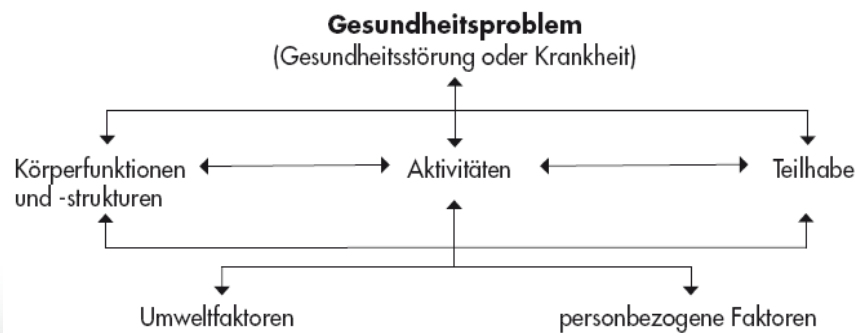 Gesundheitsproblem
(Gesundheitsstörung oder Krankheit)
Körperfunktionen
und -strukturen
Aktivitäten
Teilhabe
Umweltfaktoren
personbezogene Faktoren